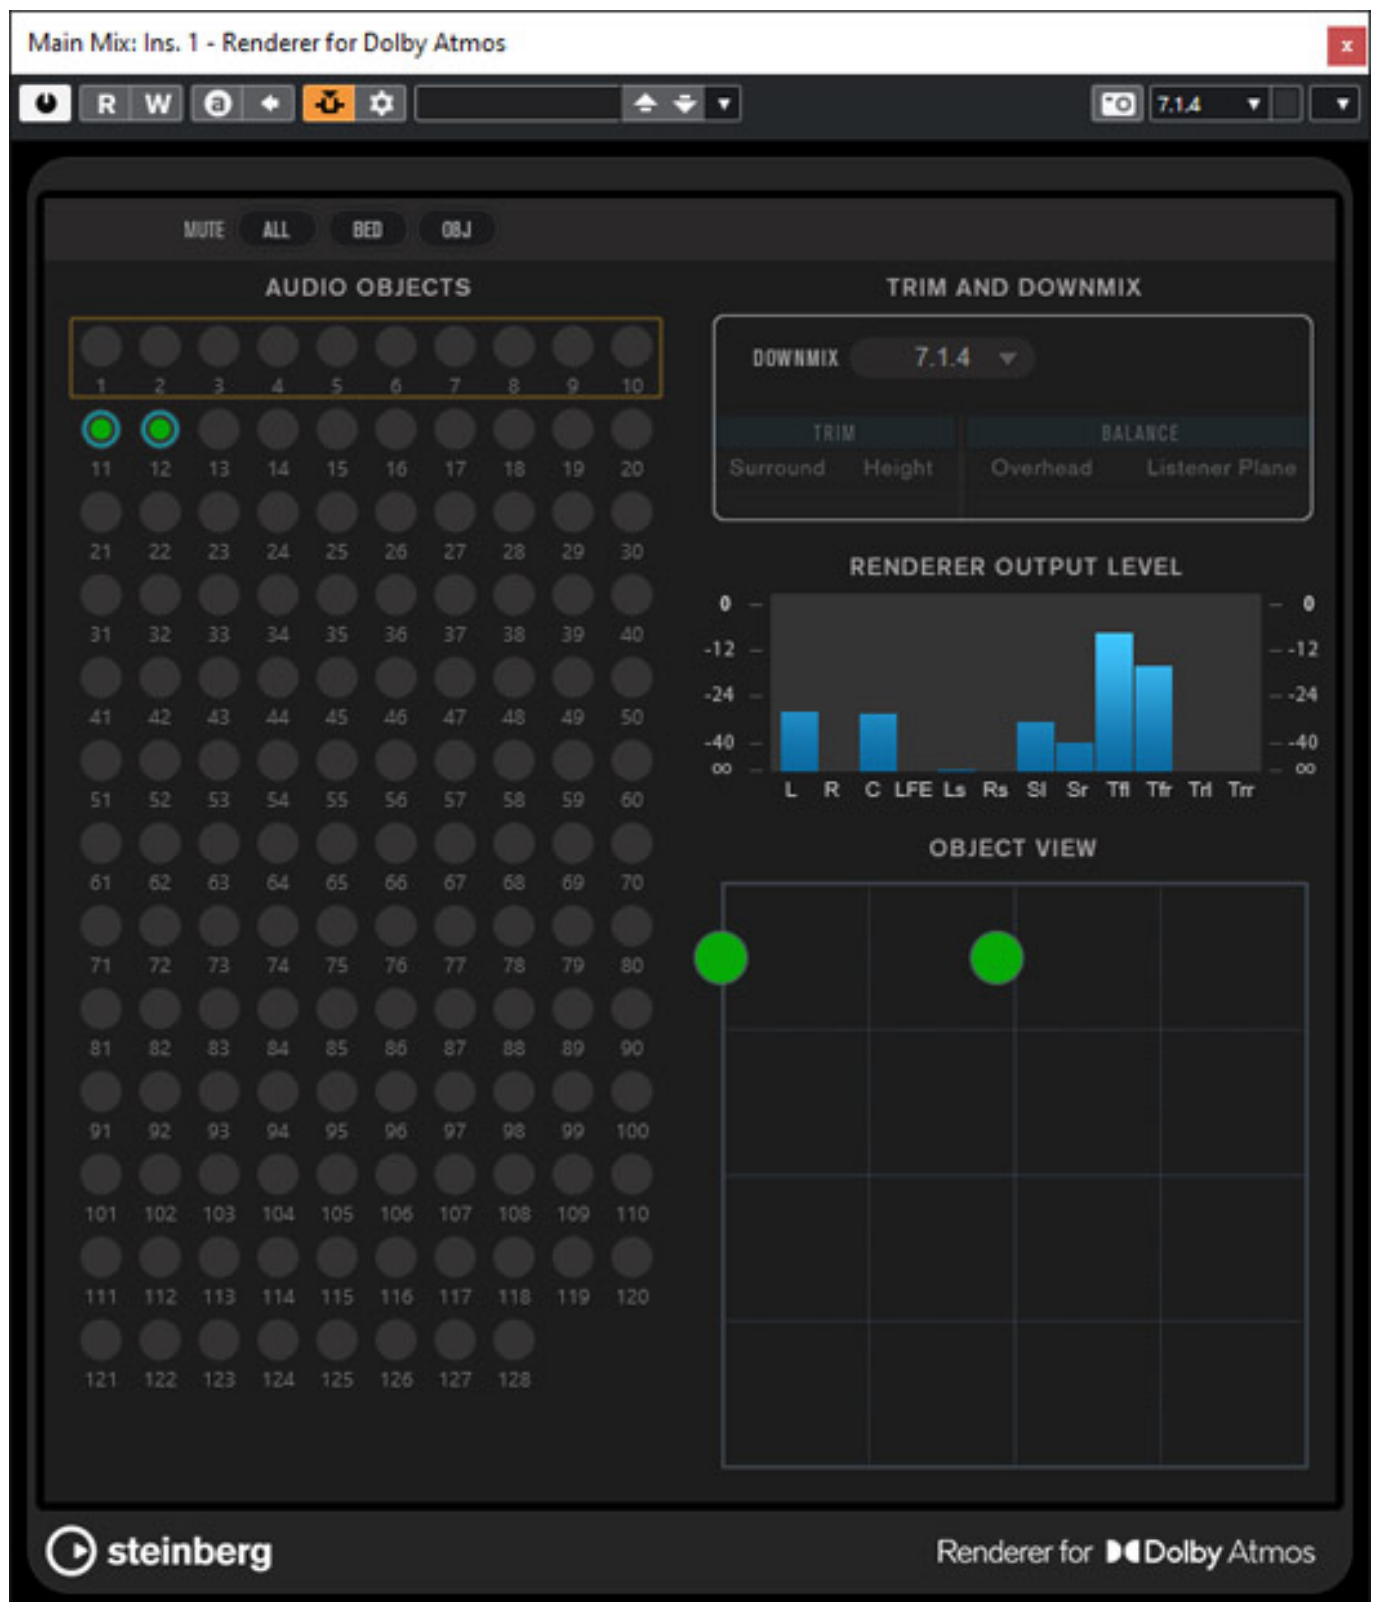 Main Mix: Ins. 1 - Renderer for Dolby Atmos
x
R W a 7.1.4
MUTE ALL BED OBJ
AUDIO OBJECTS
1 2 3 4 5 6 7 8 9 10
11 12 13 14 15 16 17 18 19 20
21 22 23 24 25 26 27 28 29 30
31 32 33 34 35 36 37 38 39 40
41 42 43 44 45 46 47 48 49 50
51 52 53 54 55 56 57 58 59 60
61 62 63 64 65 66 67 68 69 70
71 72 73 74 75 76 77 78 79 80
81 82 83 84 85 86 87 88 89 90
91 92 93 94 95 96 97 98 99 100
101 102 103 104 105 106 107 108 109 110
111 112 113 114 115 116 117 118 119 120
121 122 123 124 125 126 127 128
TRIM AND DOWNMIX
DOWNMIX 7.1.4
TRIM BALANCE
Surround Height Overhead Listener Plane
RENDERER OUTPUT LEVEL
0 0
-12 -12
-24 -24
-40 -40
∞ ∞
L R C LFE Ls Rs Sl Sr Tfl Tfr Trl Trr
OBJECT VIEW
steinberg
Renderer for Dolby Atmos